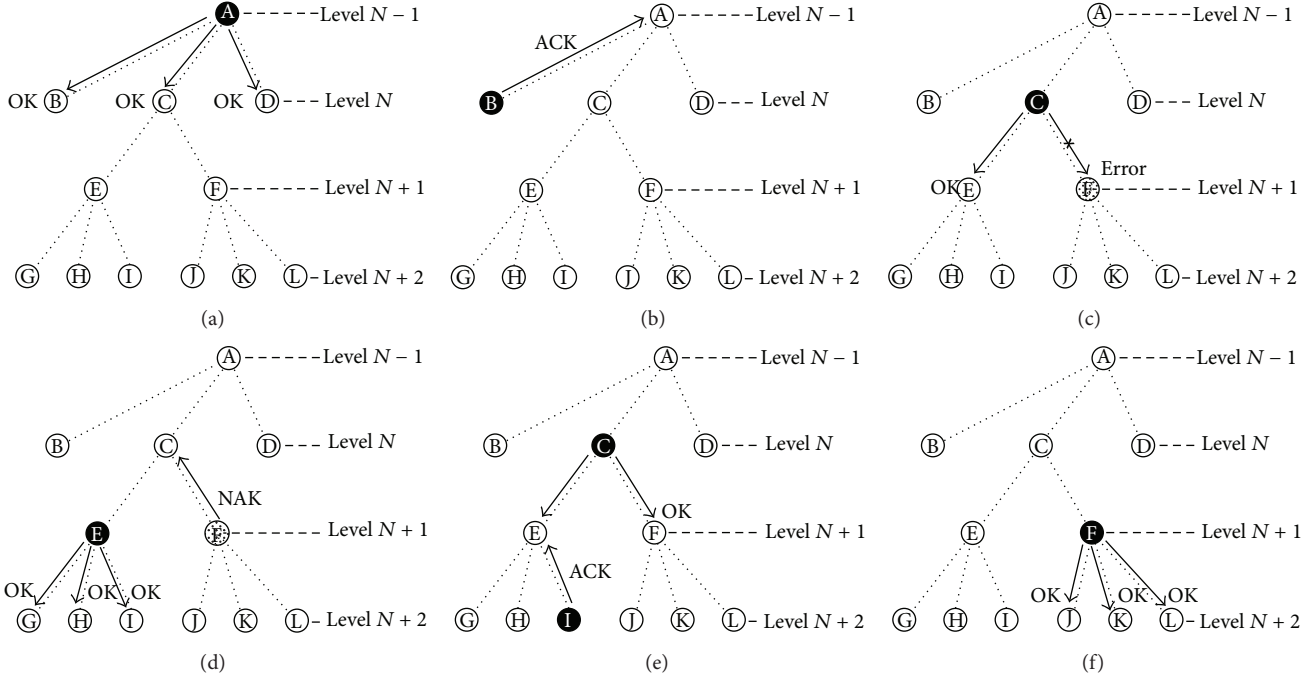 A Level N − 1
OK B OK C OK D Level N
E F Level N + 1
G H I J K L Level N + 2
(a)
A Level N − 1
ACK
B C D Level N
E F Level N + 1
G H I J K L Level N + 2
(b)
A Level N − 1
B C D Level N
Error
OK E F Level N + 1
G H I J K L Level N + 2
(c)
A Level N − 1
B C D Level N
NAK
E F Level N + 1
OK OK OK
G H I J K L Level N + 2
(d)
A Level N − 1
B C D Level N
OK
E F Level N + 1
ACK
G H I J K L Level N + 2
(e)
A Level N − 1
B C D Level N
E F Level N + 1
OK OK OK
G H I J K L Level N + 2
(f)